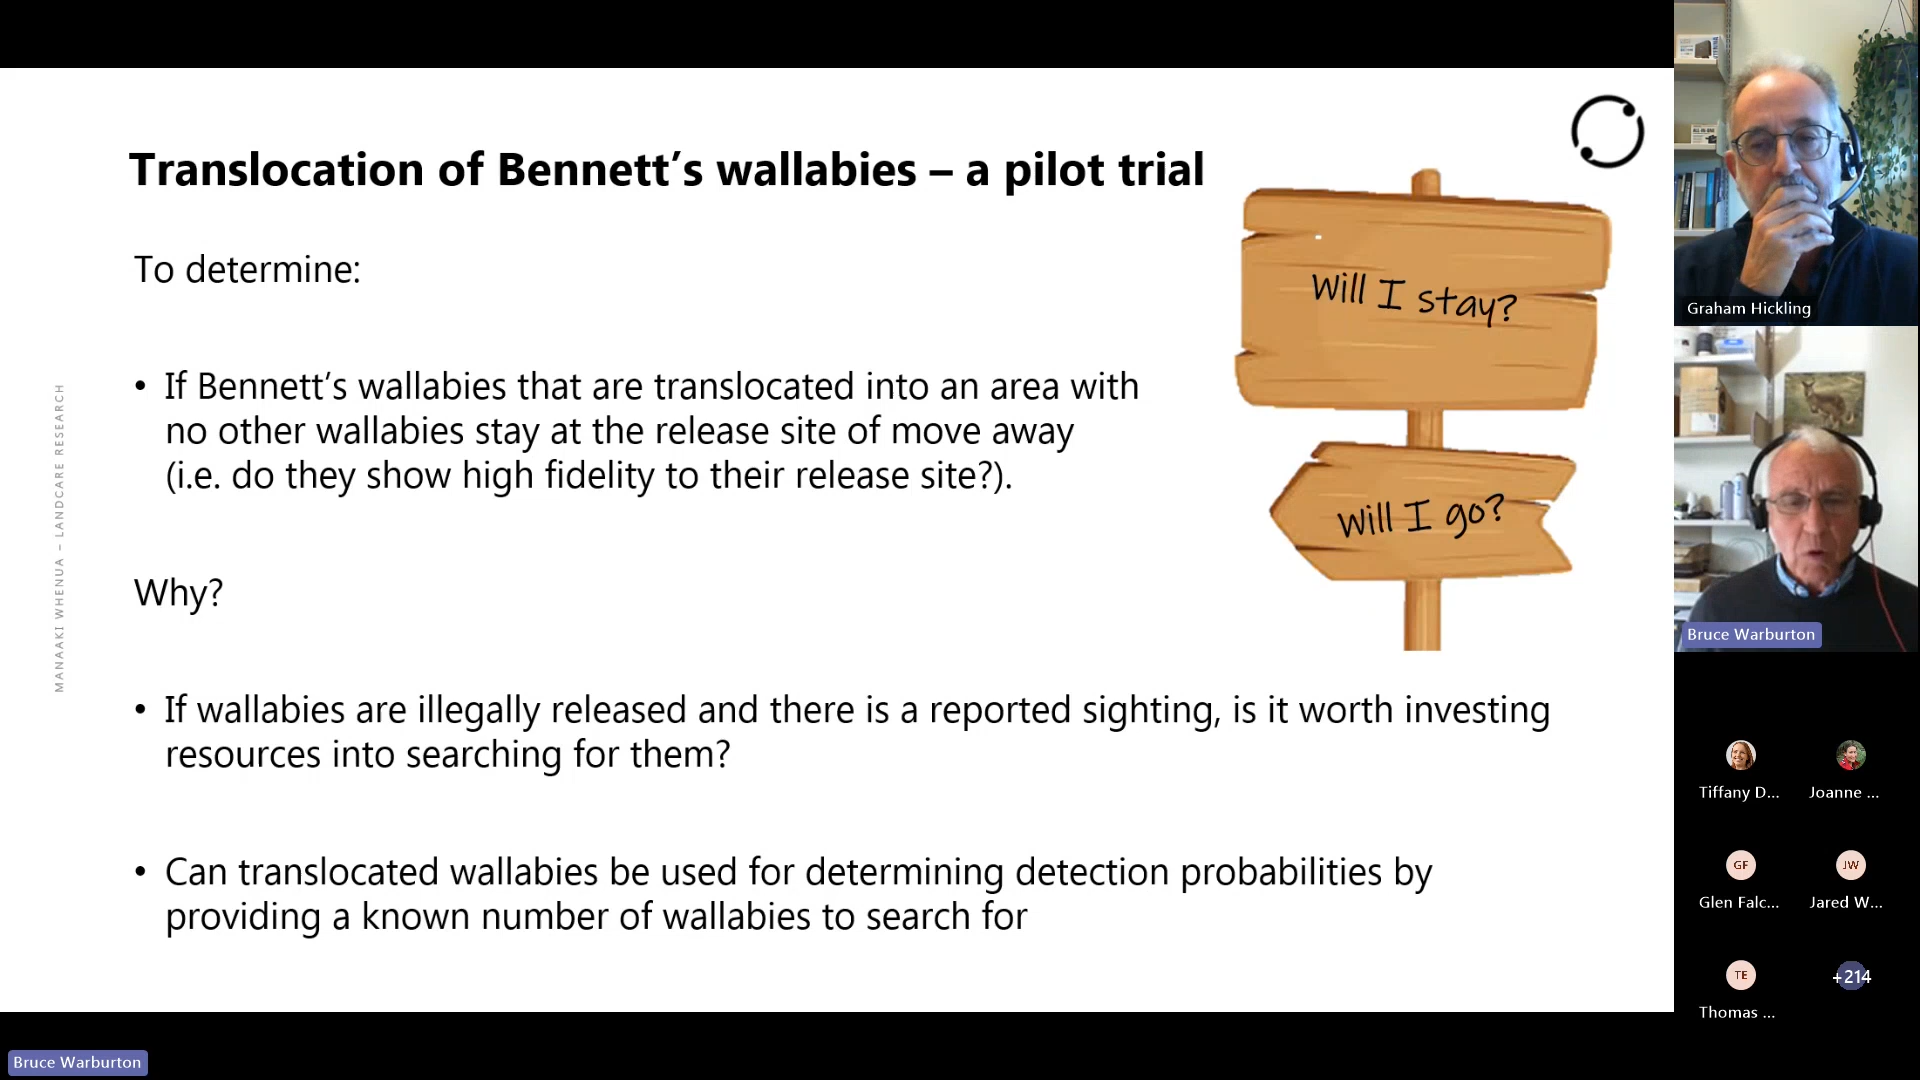 Translocation of Bennett’s wallabies – a pilot trial
To determine:
• If Bennett’s wallabies that are translocated into an area with
no other wallabies stay at the release site of move away
(i.e. do they show high fidelity to their release site?).
Why?
• If wallabies are illegally released and there is a reported sighting, is it worth investing
resources into searching for them?
• Can translocated wallabies be used for determining detection probabilities by
providing a known number of wallabies to search for
Will I stay?
Will I go?
MANAAKI WHENUA – LANDCARE RESEARCH
Graham Hickling
Bruce Warburton
Tiffany D...
Joanne ...
GF
JW
Glen Falc...
Jared W...
TE
+214
Thomas ...
Bruce Warburton